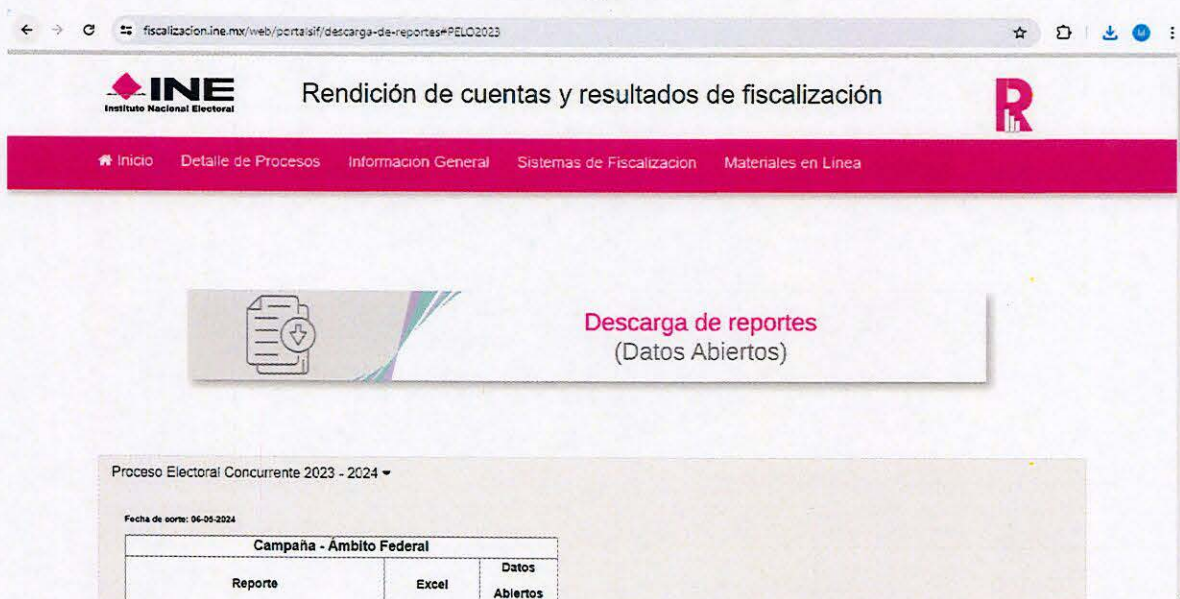 fiscalizacion.ine.mx/web/portalsif/descarga-de-reportes#PELO2023
INE
Instituto Nacional Electoral
Rendición de cuentas y resultados de fiscalización
R
Inicio Detalle de Procesos Informacion General Sistemas de Fiscalizacion Materiales en Linea
Descarga de reportes
(Datos Abiertos)
Proceso Electoral Concurrente 2023 - 2024
Fecha de corte: 06-05-2024
Campaña - Ámbito Federal
Reporte Excel Datos
Abiertos